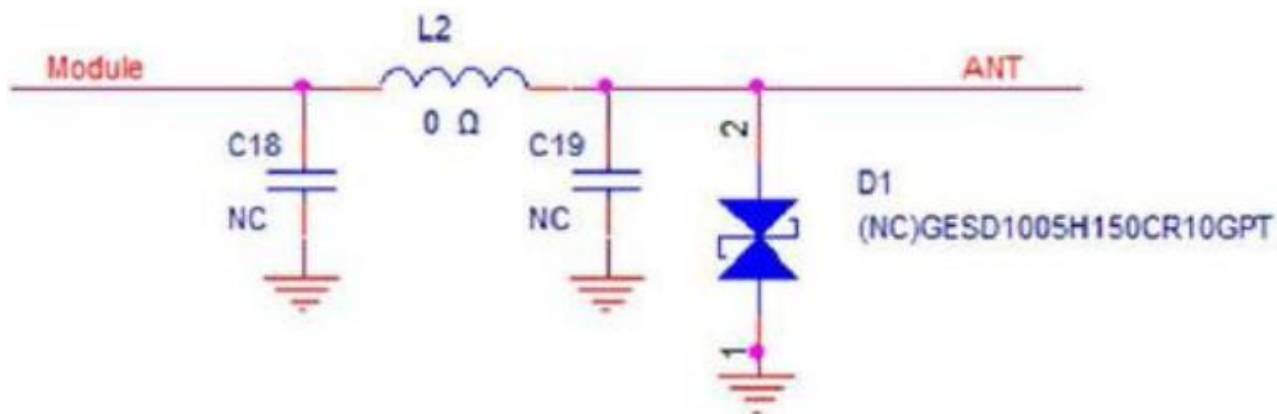 L2
Module
ANT
0 Ω
C18
NC
C19
NC
2
D1
(NC)GESD1005H150CR10GPT
1